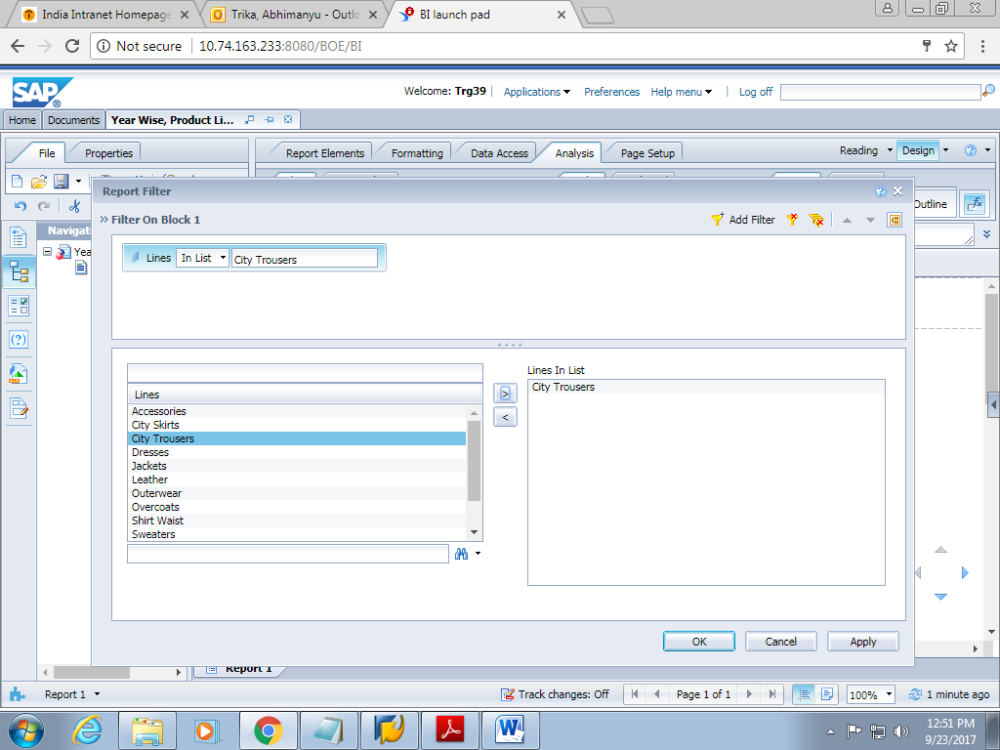 India Intranet Homepage
Trika, Abhimanyu - Outlo
BI launch pad
Not secure
10.74.163.233:8080/BOE/BI
SAP
Welcome: Trg39
Applications
Preferences
Help menu
Log off
Home
Documents
Year Wise, Product Li...
File
Properties
Report Elements
Formatting
Data Access
Analysis
Page Setup
Reading
Design
Report Filter
Outline
Filter On Block 1
Add Filter
Navigati
Yea
Lines
In List
City Trousers
Lines In List
Lines
City Trousers
Accessories
City Skirts
City Trousers
Dresses
Jackets
Leather
Outerwear
Overcoats
Shirt Waist
Sweaters
OK
Cancel
Apply
Report 1
Report 1
Track changes: Off
Page 1 of 1
100%
1 minute ago
12:51 PM
9/23/2017